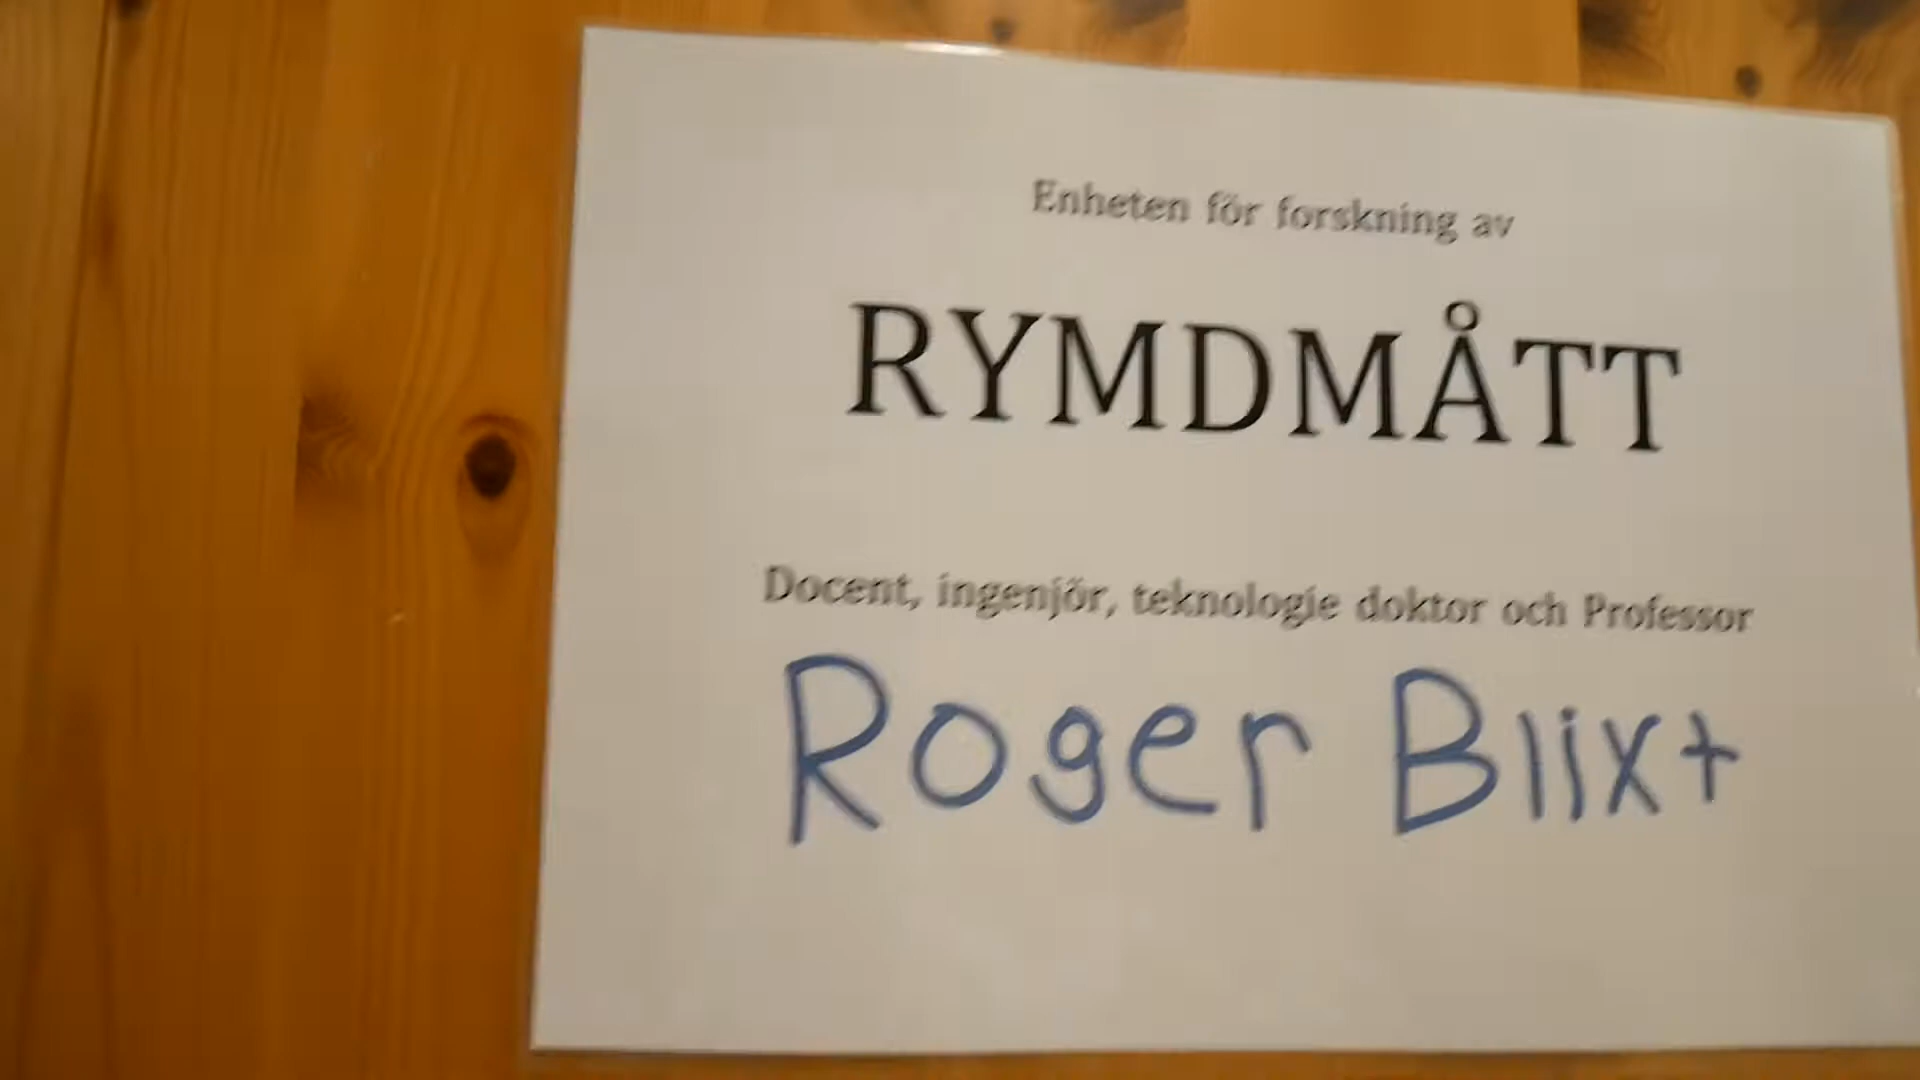 Enheten för forskning av
RYMDMÅTT
Docent, ingenjör, teknologie doktor och Professor
Roger Blixt